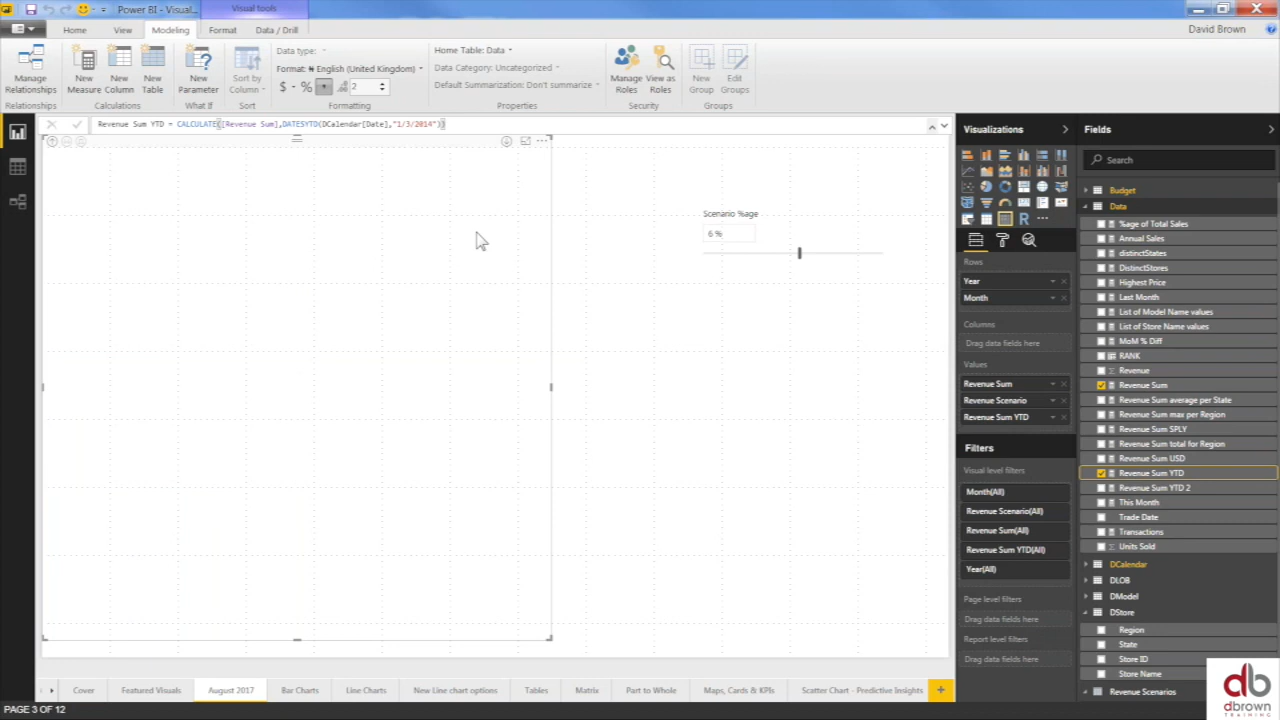 Power BI - Visual...
Visual tools
Home
View
Modeling
Format
Data / Drill
David Brown
Manage
Relationships
Relationships
New
Measure
New
Column
New
Table
Calculations
New
Parameter
What If
Sort by
Column
Sort
Data type:
Format: ₦ English (United Kingdom)
$ - % , 2
Formatting
Home Table: Data
Data Category: Uncategorized
Default Summarization: Don't summarize
Properties
Manage
Roles
View as
Roles
Security
New
Group
Edit
Groups
Groups
Revenue Sum YTD = CALCULATE([Revenue Sum],DATESYTD(DCalendar[Date],"1/3/2014"))
Scenario %age
6 %
Visualizations
R
Rows
Year
Month
Columns
Drag data fields here
Values
Revenue Sum
Revenue Scenario
Revenue Sum YTD
Filters
Visual level filters
Month(All)
Revenue Scenario(All)
Revenue Sum(All)
Revenue Sum YTD(All)
Year(All)
Page level filters
Drag data fields here
Report level filters
Drag data fields here
Fields
Search
Budget
Data
%age of Total Sales
Annual Sales
distinctStates
DistinctStores
Highest Price
Last Month
List of Model Name values
List of Store Name values
MoM % Diff
RANK
Revenue
Revenue Sum
Revenue Sum average per State
Revenue Sum max per Region
Revenue Sum SPLY
Revenue Sum total for Region
Revenue Sum USD
Revenue Sum YTD
Revenue Sum YTD 2
This Month
Trade Date
Transactions
Units Sold
DCalendar
DLOB
DModel
DStore
Region
State
Store ID
Store Name
Revenue Scenarios
Cover
Featured Visuals
August 2017
Bar Charts
Line Charts
New Line chart options
Tables
Matrix
Part to Whole
Maps, Cards & KPIs
Scatter Chart - Predictive Insights
PAGE 3 OF 12
db
dbrown
TRAINING